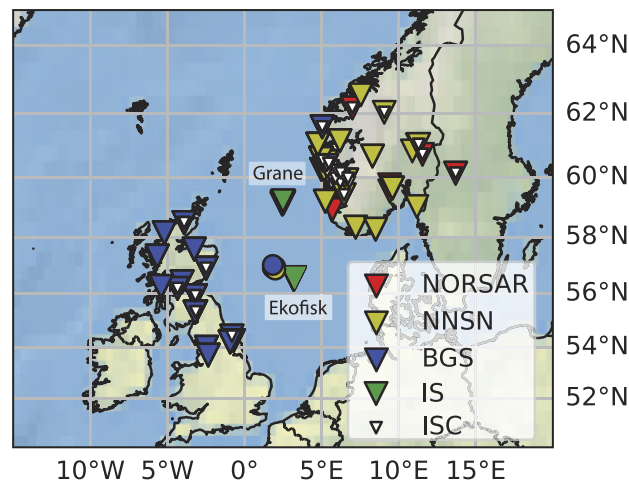 64°N
62°N
Grane
60°N
58°N
56°N
Ekofisk
NORSAR
NNSN
BGS
IS
ISC
54°N
52°N
10°W 5°W 0° 5°E 10°E 15°E